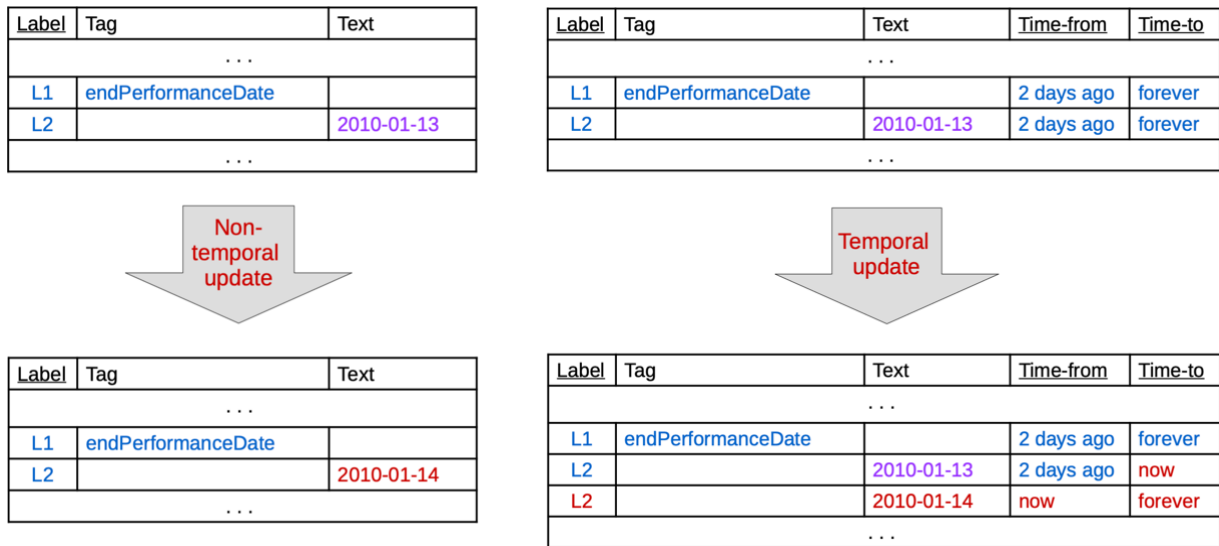 Label Tag Text
. . .
L1 endPerformanceDate
L2 2010-01-13
. . .
Non-
temporal
update
Label Tag Text
. . .
L1 endPerformanceDate
L2 2010-01-14
. . .
Label Tag Text Time-from Time-to
. . .
L1 endPerformanceDate 2 days ago forever
L2 2010-01-13 2 days ago forever
. . .
Temporal
update
Label Tag Text Time-from Time-to
. . .
L1 endPerformanceDate 2 days ago forever
L2 2010-01-13 2 days ago now
L2 2010-01-14 now forever
. . .